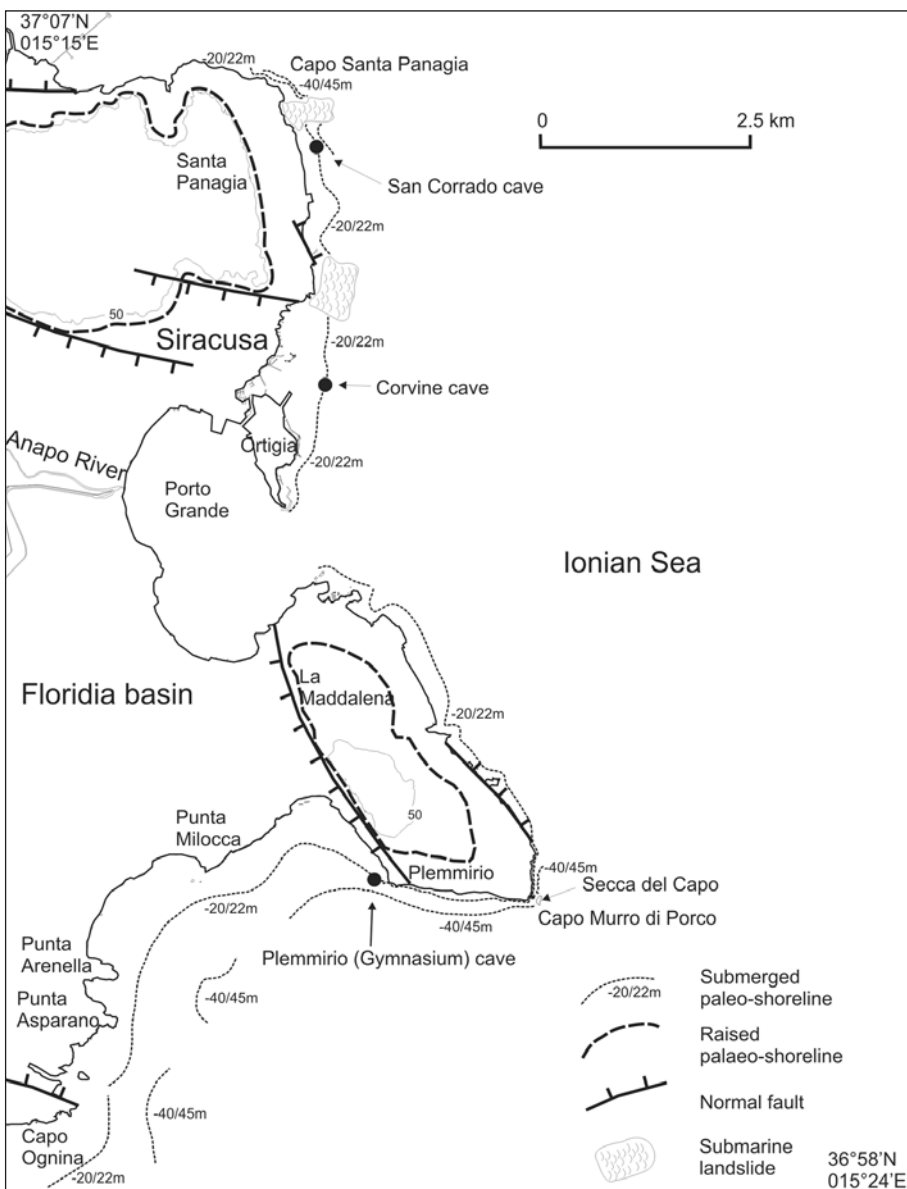 37°07'N
015°15'E
-20/22m
Capo Santa Panagia
-40/45m
0
2.5 km
Santa
Panagia
San Corrado cave
-20/22m
50
Siracusa
-20/22m
Corvine cave
Anapo River
Ortigia
-20/22m
Porto
Grande
Ionian Sea
Floridia basin
La
Maddalena
-20/22m
50
Punta
Milocca
Plemmirio
-40/45m
Secca del Capo
-20/22m
Capo Murro di Porco
-40/45m
Punta
Arenella
Plemmirio (Gymnasium) cave
-40/45m
Punta
Asparano
Submerged
paleo-shoreline
-20/22m
Raised
palaeo-shoreline
Normal fault
-40/45m
Capo
Ognina
-20/22m
Submarine
landslide
36°58'N
015°24'E